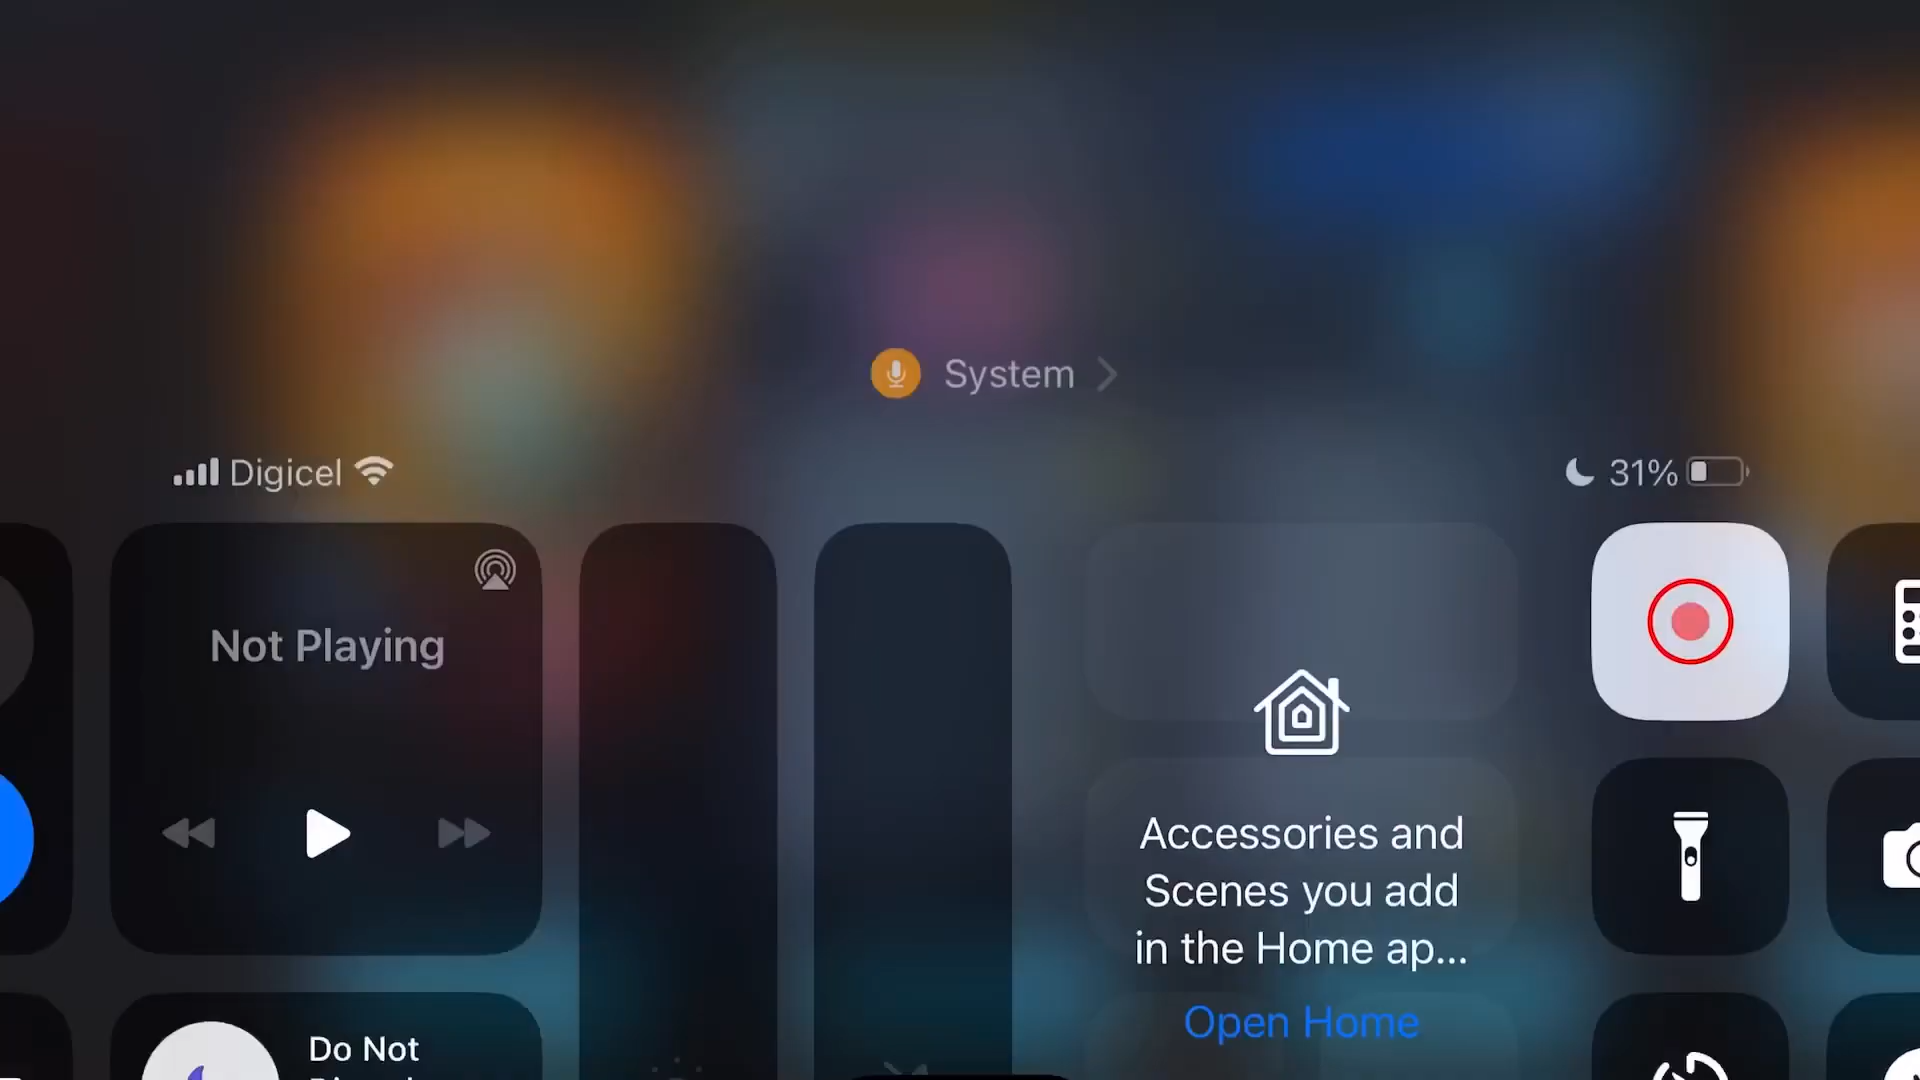 System
Digicel
31%
Not Playing
Accessories and
Scenes you add
in the Home ap...
Open Home
Do Not